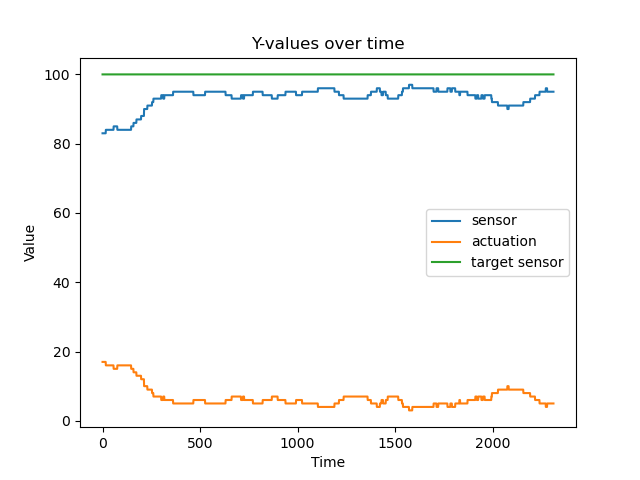 Y-values over time
100
80
60
40
20
0
Value
sensor
actuation
target sensor
0
500
1000
1500
2000
Time